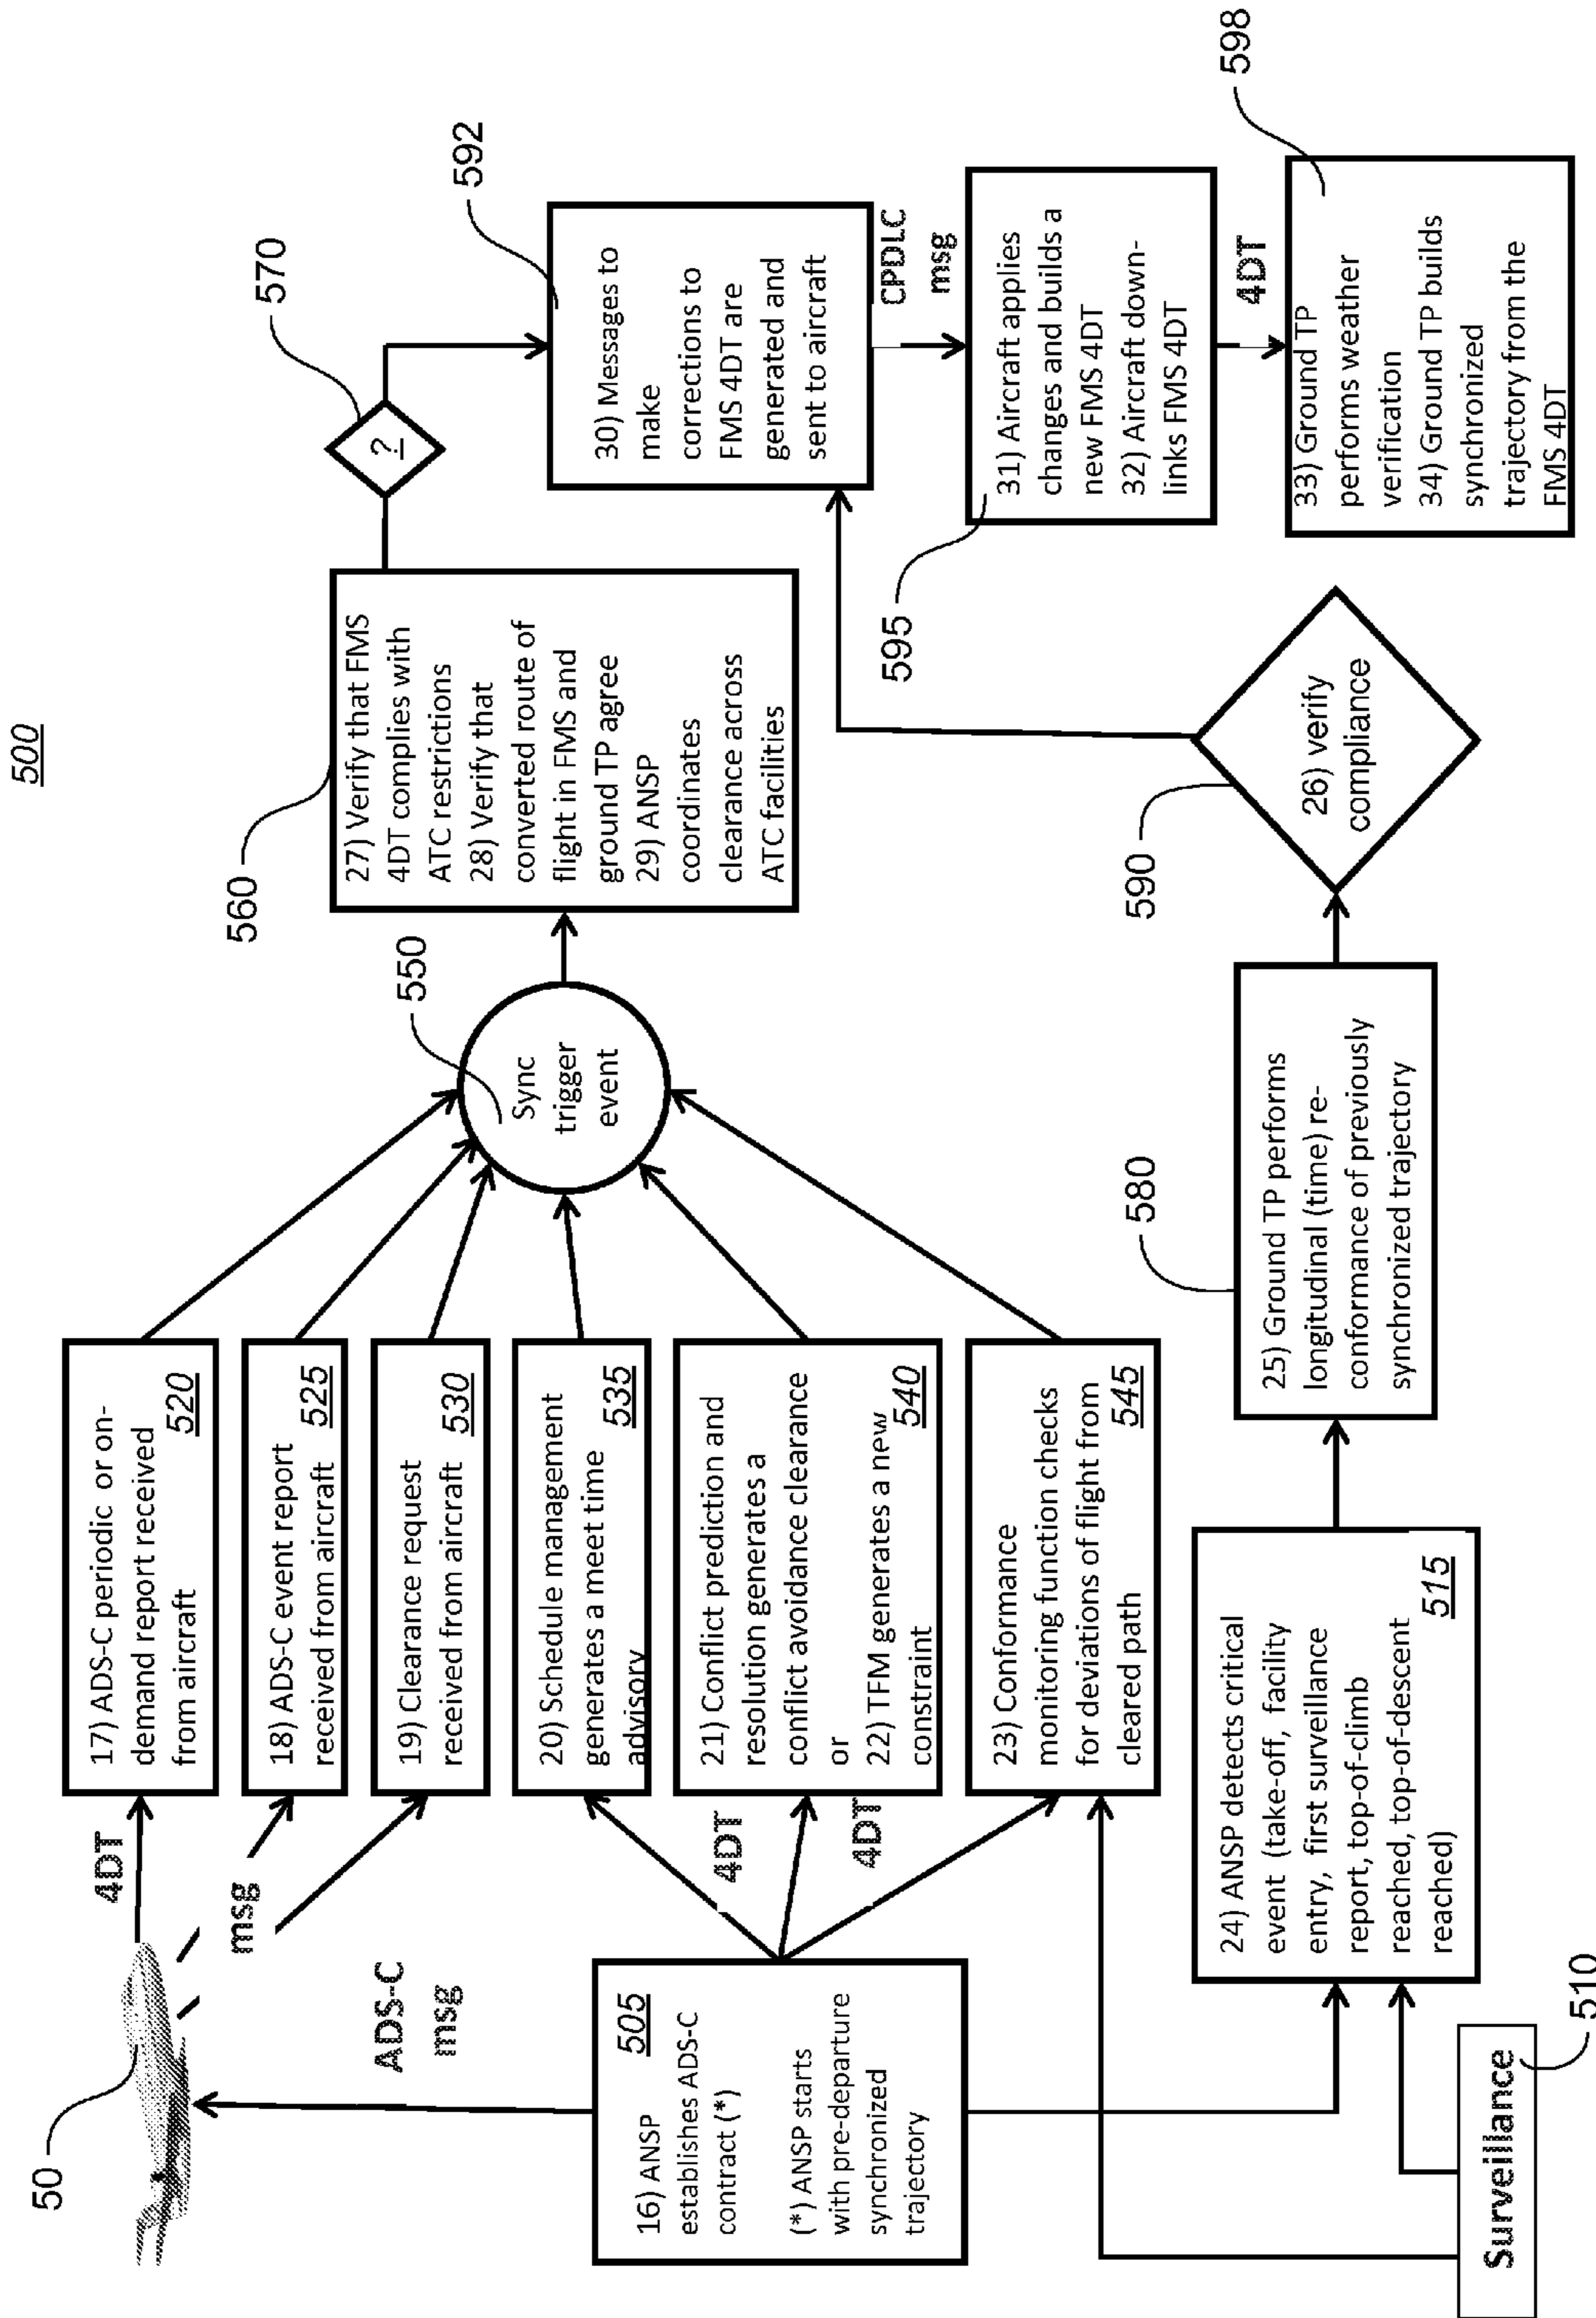 500
50
ADS-C
msg
4DT
msg
16) ANSP 505
establishes ADS-C
contract (*)
(*) ANSP starts
with pre-departure
synchronized
trajectory
Surveillance
510
4DT
4DT
17) ADS-C periodic or on-
demand report received
from aircraft 520
18) ADS-C event report
received from aircraft 525
19) Clearance request
received from aircraft 530
20) Schedule management
generates a meet time
advisory 535
21) Conflict prediction and
resolution generates a
conflict avoidance clearance
or
22) TFM generates a new
constraint 540
23) Conformance
monitoring function checks
for deviations of flight from
cleared path 545
24) ANSP detects critical
event (take-off, facility
entry, first surveillance
report, top-of-climb
reached, top-of-descent
reached) 515
550
Sync
trigger
event
580
25) Ground TP performs
longitudinal (time) re-
conformance of previously
synchronized trajectory
560
27) Verify that FMS
4DT complies with
ATC restrictions
28) Verify that
converted route of
flight in FMS and
ground TP agree
29) ANSP
coordinates
clearance across
ATC facilities
590
26) verify
compliance
570
?
592
30) Messages to
make
corrections to
FMS 4DT are
generated and
sent to aircraft
CPDLC
msg
595
31) Aircraft applies
changes and builds a
new FMS 4DT
32) Aircraft down-
links FMS 4DT
4DT
598
33) Ground TP
performs weather
verification
34) Ground TP builds
synchronized
trajectory from the
FMS 4DT